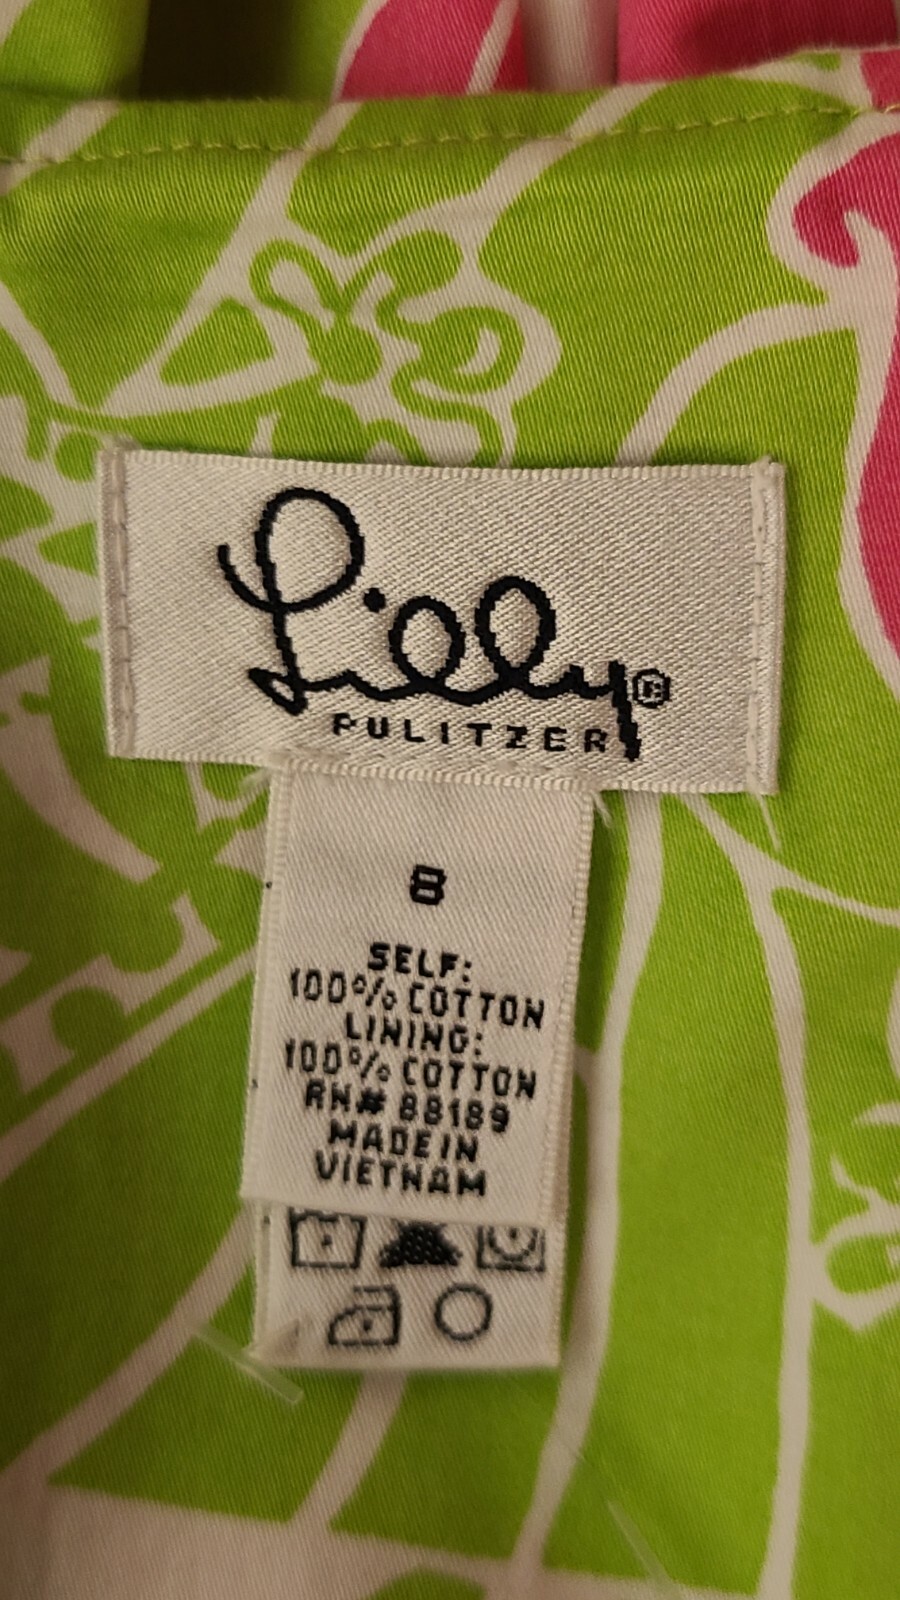 Lilly®
PULITZER
8
SELF:
100% COTTON
LINING:
100% COTTON
RN# 88189
MADE IN
VIETNAM